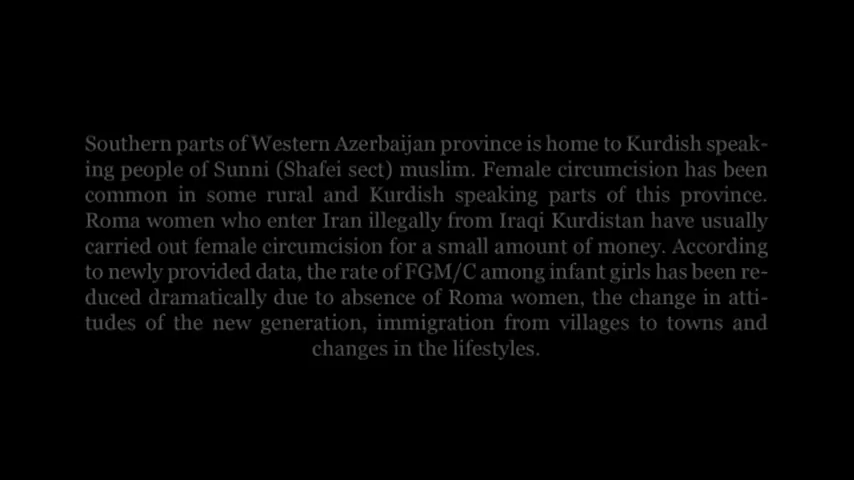 Southern parts of Western Azerbaijan province is home to Kurdish speak-
ing people of Sunni (Shafei sect) muslim. Female circumcision has been
common in some rural and Kurdish speaking parts of this province.
Roma women who enter Iran illegally from Iraqi Kurdistan have usually
carried out female circumcision for a small amount of money. According
to newly provided data, the rate of FGM/C among infant girls has been re-
duced dramatically due to absence of Roma women, the change in atti-
tudes of the new generation, immigration from villages to towns and
changes in the lifestyles.